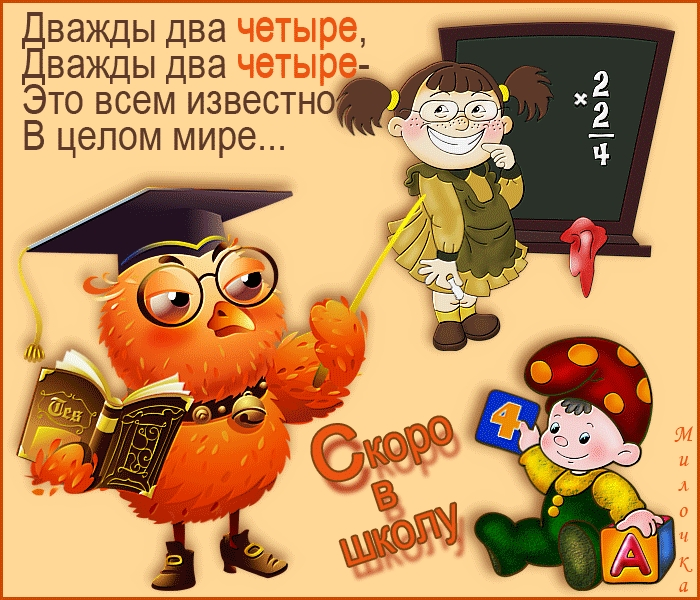 Дважды два четыре,
Дважды два четыре-
Это всем известно
В целом мире...
× 2
2
4
Скоро
в
школу
4
А
Милочка